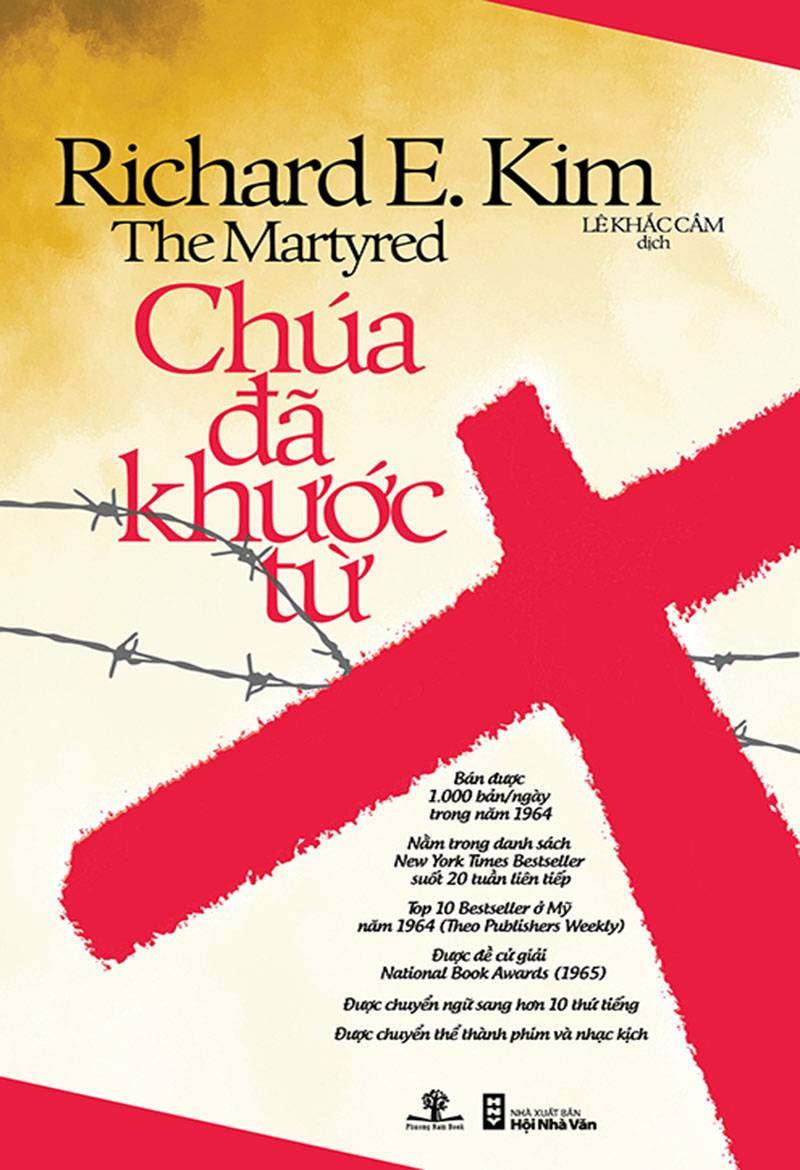 Richard E. Kim
LÊ KHẮC CẦM
dịch
The Martyred
Chúa
đã
khước
từ
Bán được
1.000 bản/ngày
trong năm 1964
Nằm trong danh sách
New York Times Bestseller
suốt 20 tuần liên tiếp
Top 10 Bestseller ở Mỹ
năm 1964 (Theo Publishers Weekly)
Được đề cử giải
National Book Awards (1965)
Được chuyển ngữ sang hơn 10 thứ tiếng
Được chuyển thể thành phim và nhạc kịch
Phuong Nam Book
NHÀ XUẤT BẢN
Hội Nhà Văn